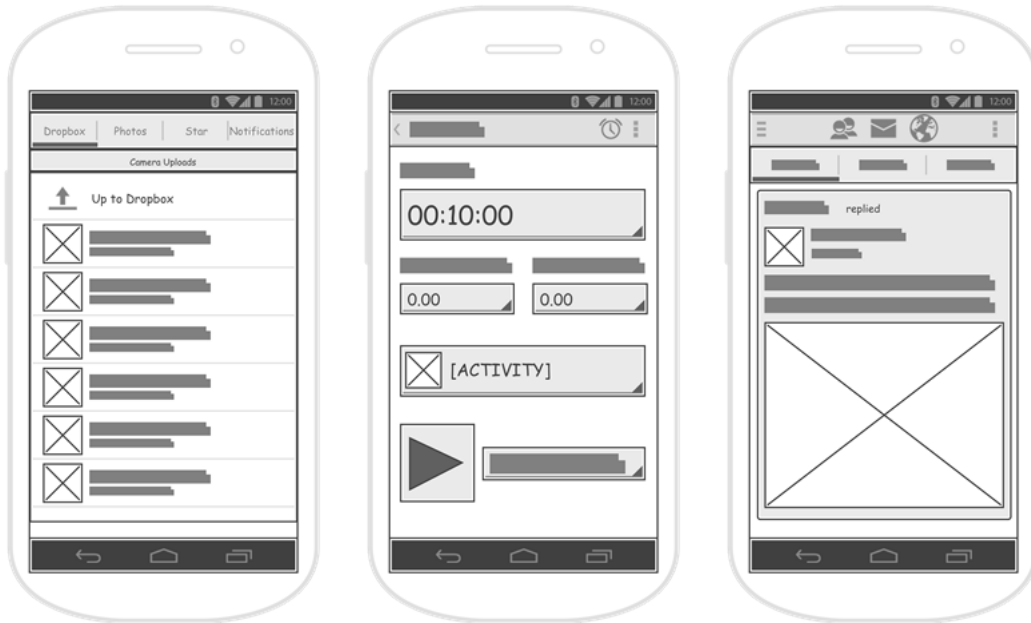 12:00
Dropbox Photos Star Notifications
Camera Uploads
Up to Dropbox
12:00
00:10:00
0.00 0.00
[ACTIVITY]
12:00
replied